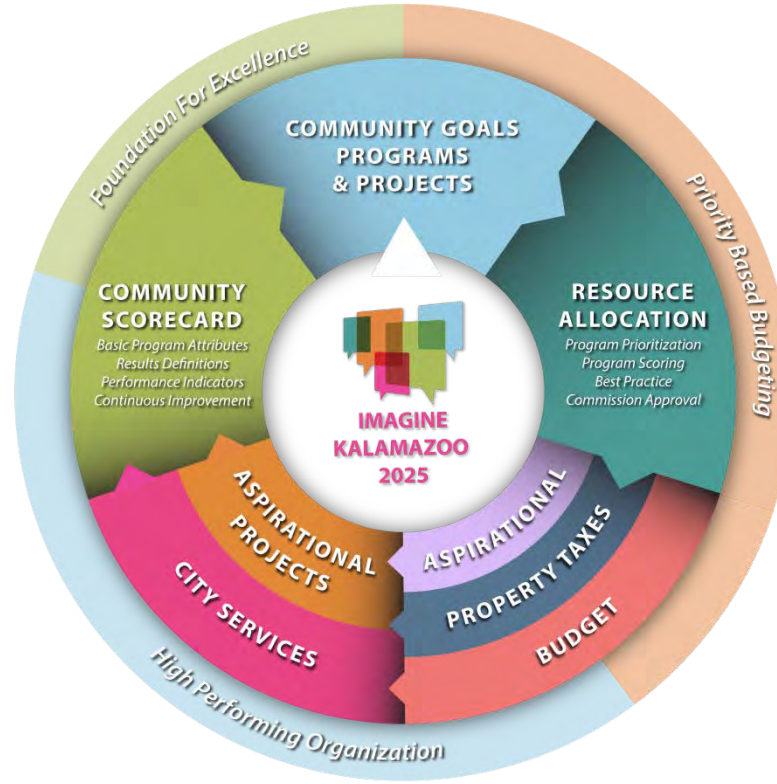 Foundation For Excellence
COMMUNITY GOALS
PROGRAMS
& PROJECTS
Priority Based Budgeting
COMMUNITY
SCORECARD
Basic Program Attributes
Results Definitions
Performance Indicators
Continuous Improvement
RESOURCE
ALLOCATION
Program Prioritization
Program Scoring
Best Practice
Commission Approval
IMAGINE
KALAMAZOO
2025
ASPIRATIONAL
PROJECTS
CITY SERVICES
ASPIRATIONAL
PROPERTY TAXES
BUDGET
High Performing Organization